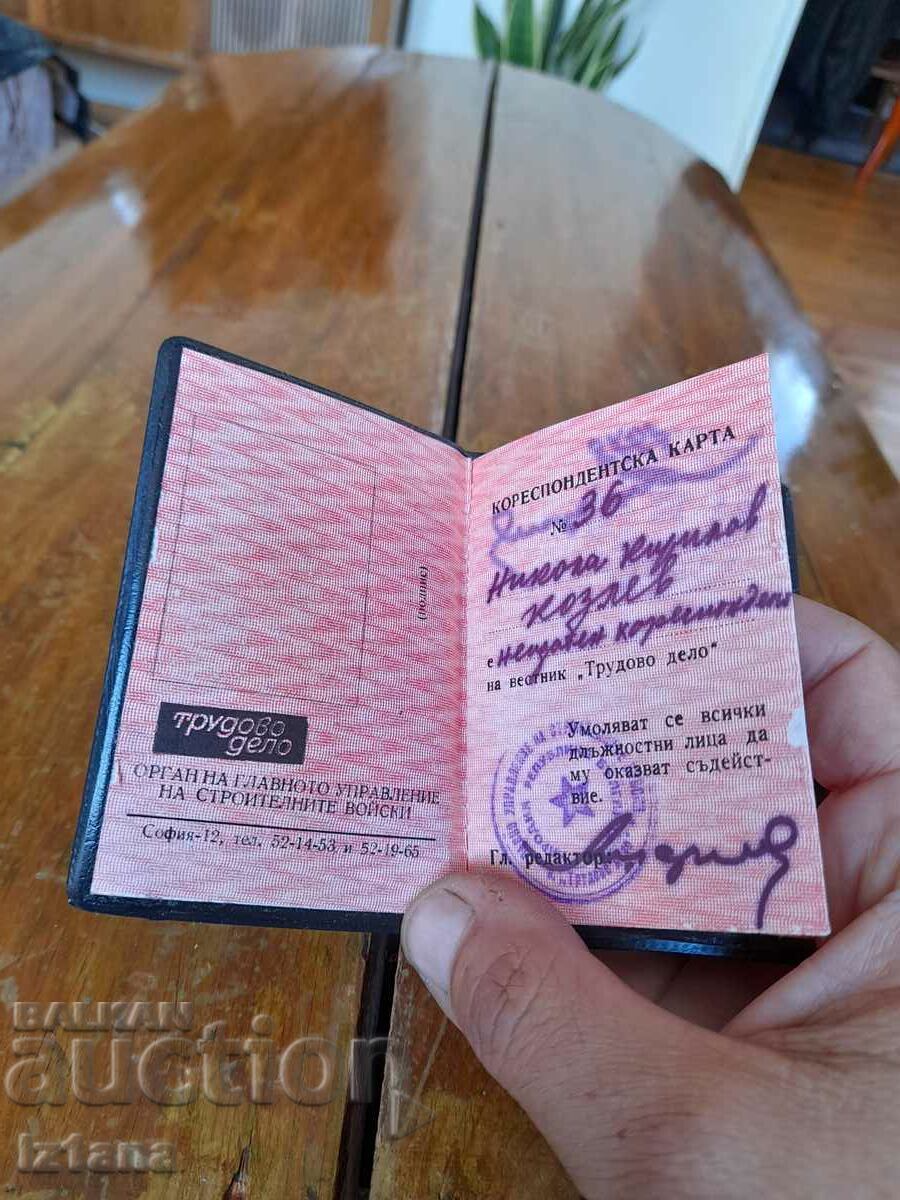 (подпис)
трудово
дело
ОРГАН НА ГЛАВНОТО УПРАВЛЕНИЕ
НА СТРОИТЕЛНИТЕ ВОЙСКИ
София-12, тел. 52-14-53 и 52-19-65
КОРЕСПОНДЕНТСКА КАРТА
№ 36
Никола Кирилов
Козлев
е нещатен кореспондент
на вестник „Трудово дело"
Умоляват се всички
длъжностни лица да
му оказват съдейст-
вие.
Гл. редактор:
BALKAN
auction
Iztana